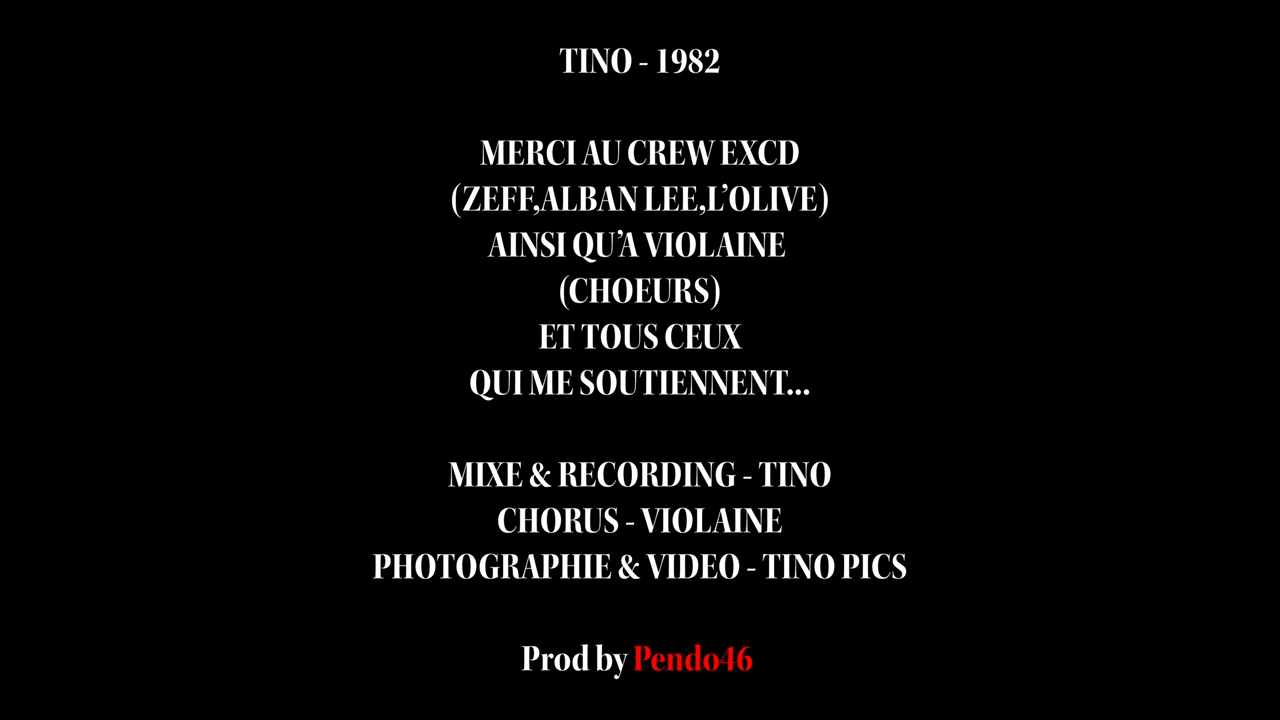 TINO - 1982
MERCI AU CREW EXCD
(ZEFF,ALBAN LEE,L’OLIVE)
AINSI QU’A VIOLAINE
(CHOEURS)
ET TOUS CEUX
QUI ME SOUTIENNENT...
MIXE & RECORDING - TINO
CHORUS - VIOLAINE
PHOTOGRAPHIE & VIDEO - TINO PICS
Prod by Pendo46